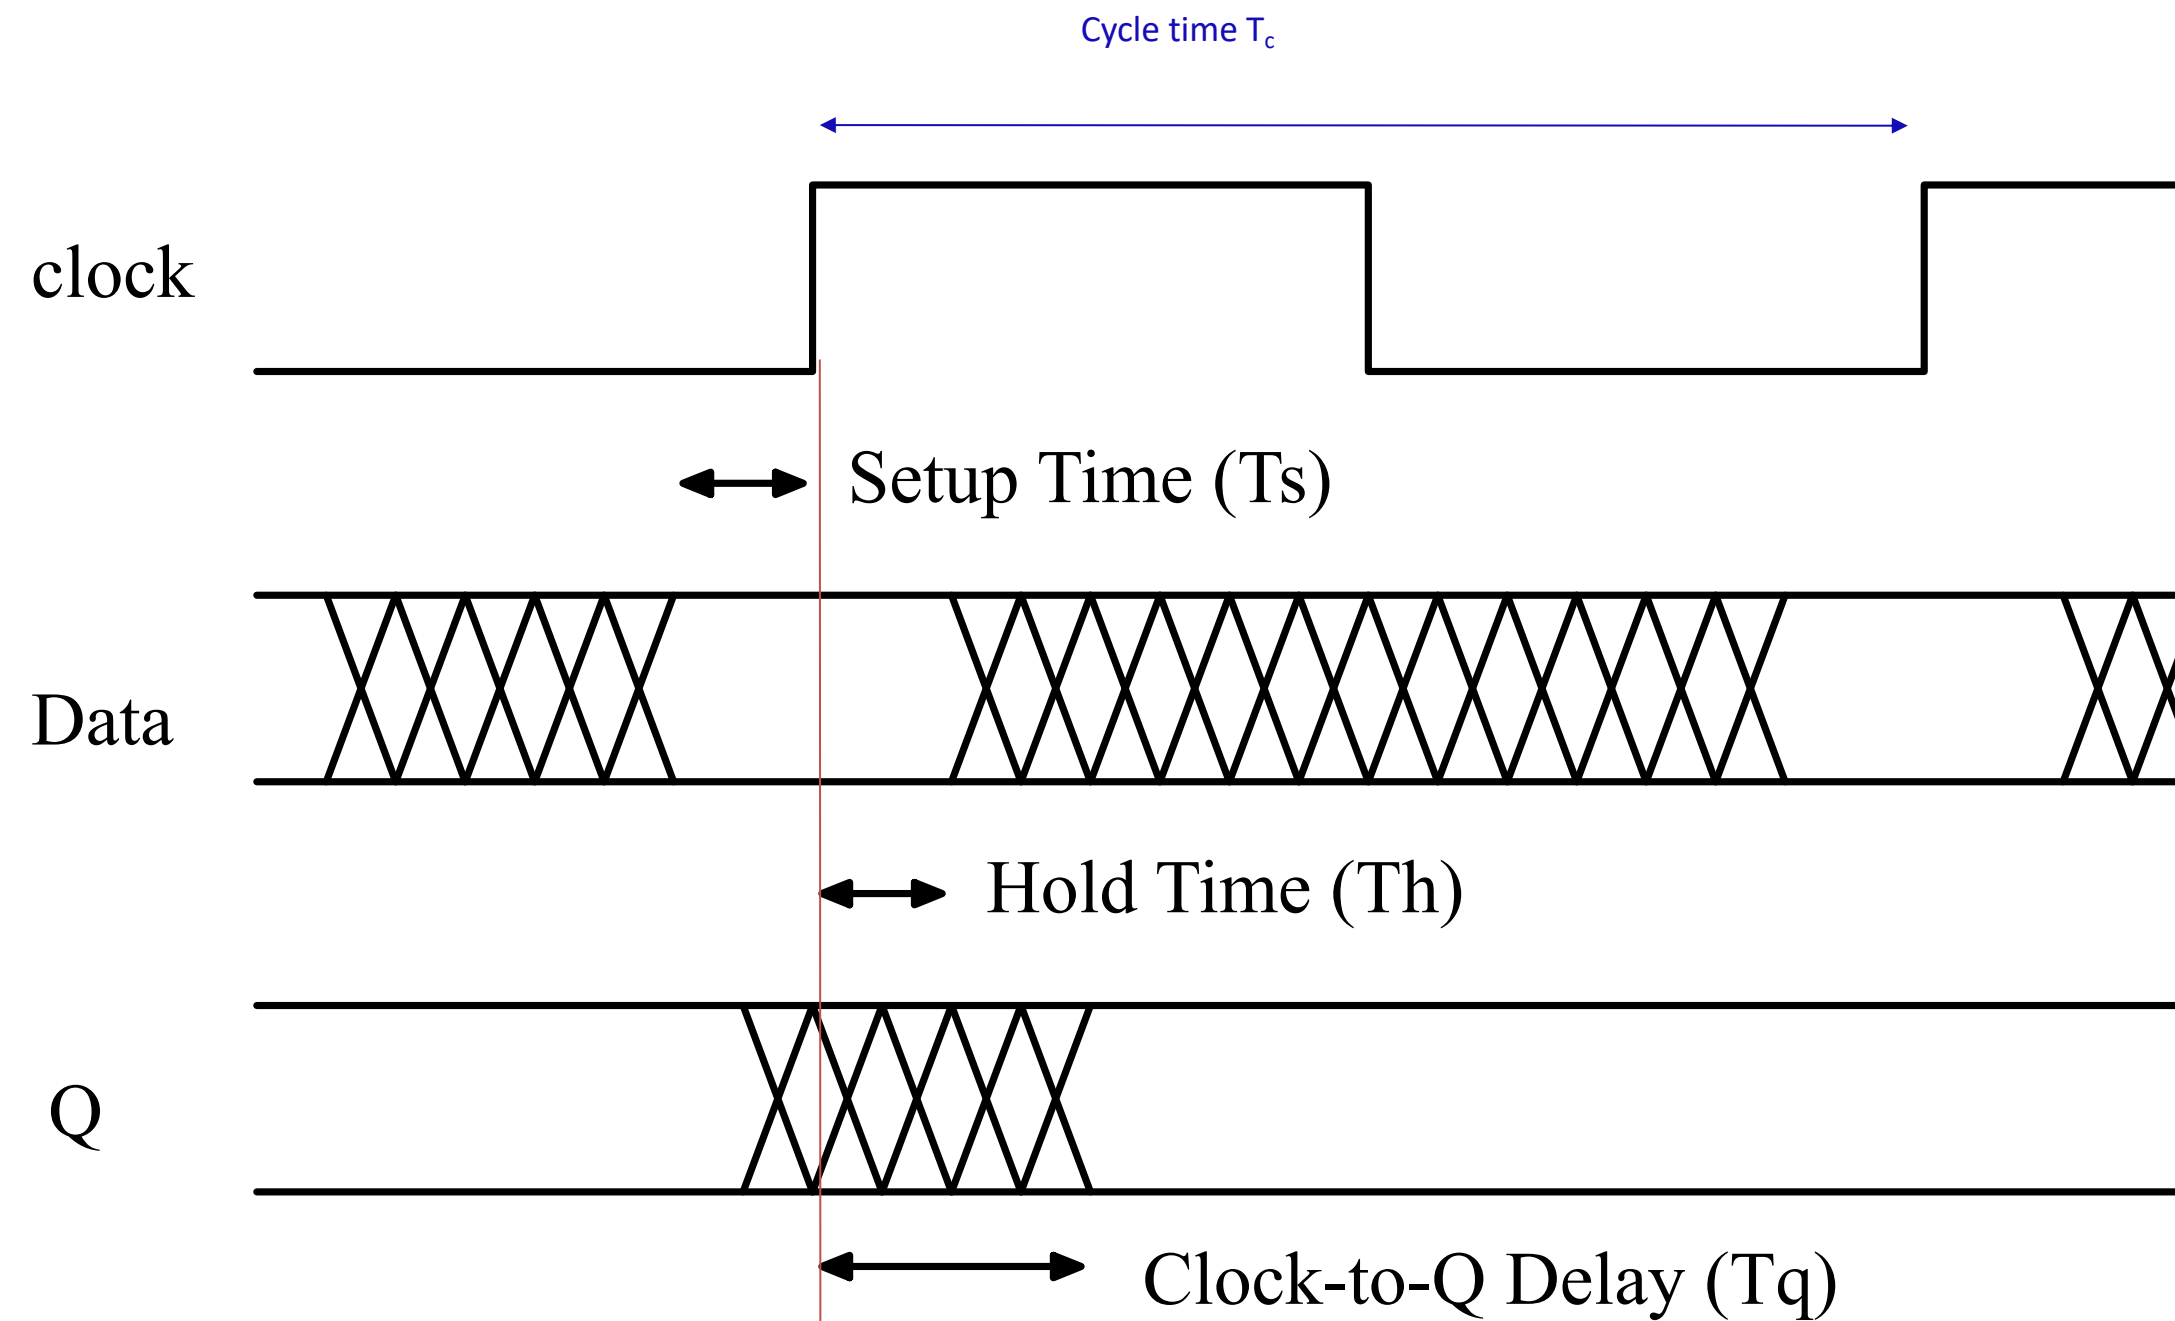 Cycle time Tc
clock
Setup Time (Ts)
Data
Hold Time (Th)
Q
Clock-to-Q Delay (Tq)